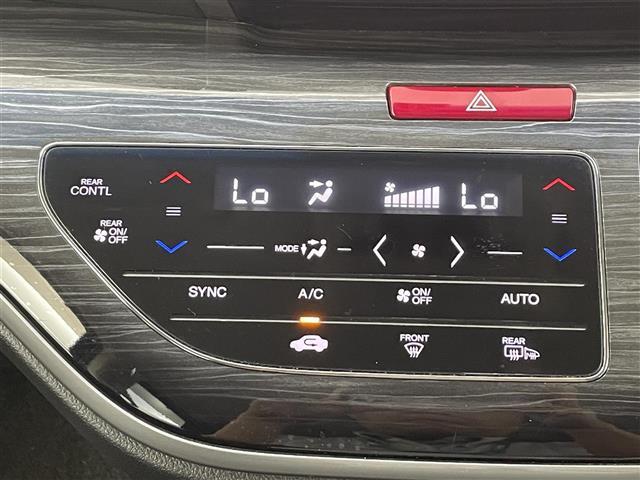 REAR
CONTL
Lo
Lo
REAR
ON/
OFF
MODE
SYNC
A/C
ON/
OFF
AUTO
FRONT
REAR